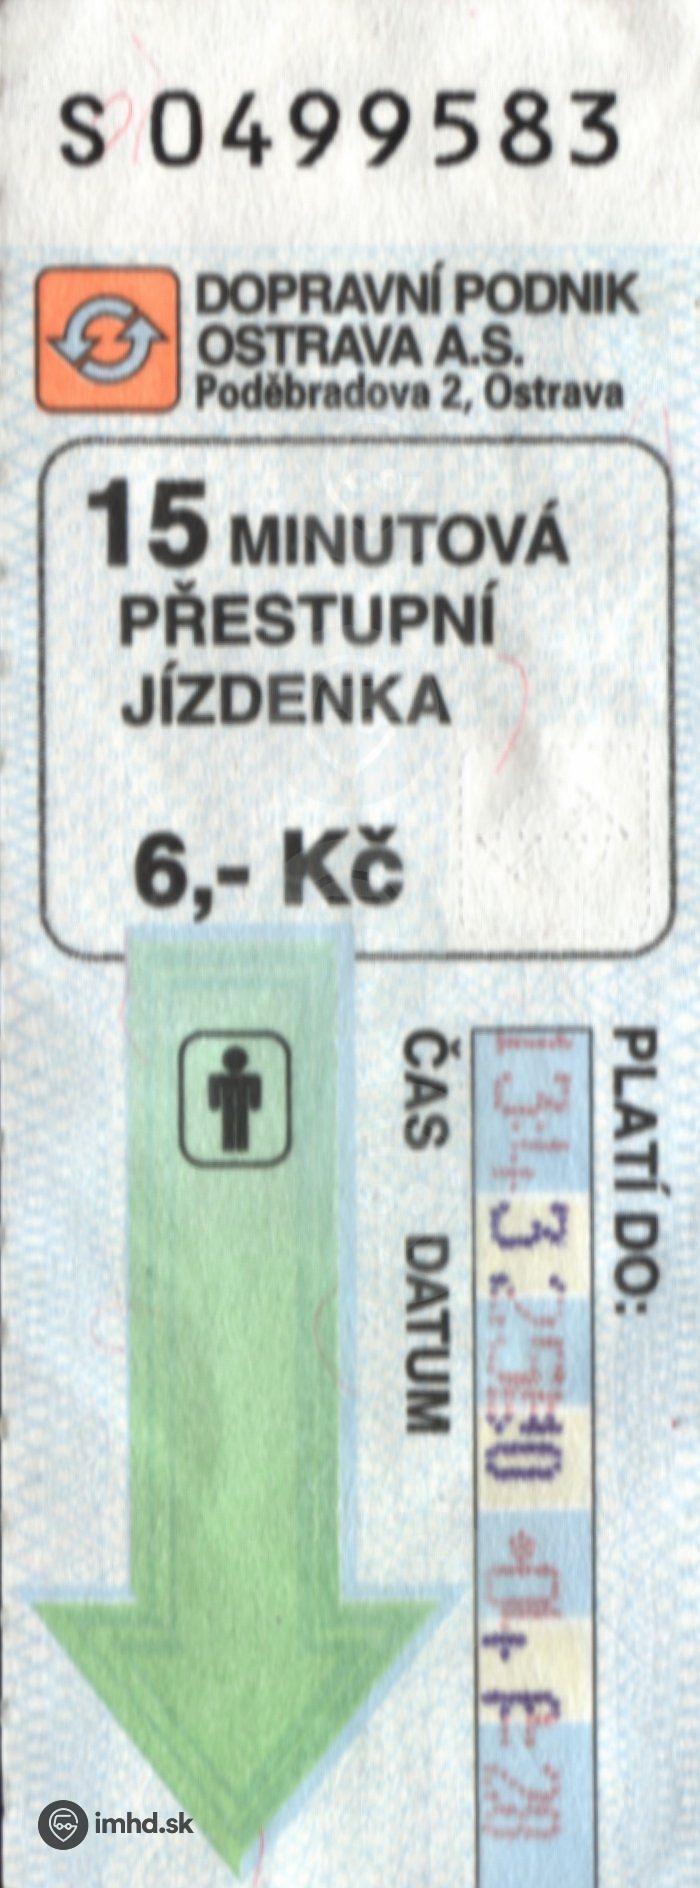 S 0499583
DOPRAVNÍ PODNIK
OSTRAVA A.S.
Poděbradova 2, Ostrava
15 MINUTOVÁ
PŘESTUPNÍ
JÍZDENKA
6,- Kč
PLATÍ DO:
ČAS DATUM
imhd.sk